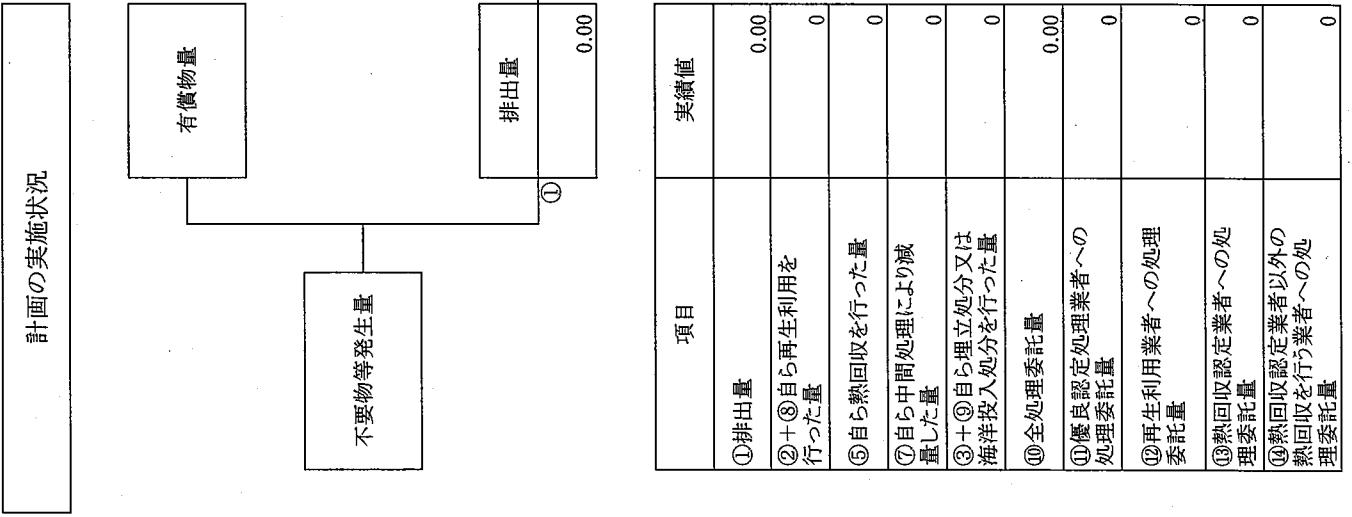 計画の実施状況
有償物量
不要物等発生量
排出量
①
0.00
項目
実績値
①排出量
0.00
②+⑧自ら再生利用を
行った量
0
⑤自ら熱回収を行った量
0
⑦自ら中間処理により減
量した量
0
③+⑨自ら埋立処分又は
海洋投入処分を行った量
0
⑩全処理委託量
0.00
⑪優良認定処理業者への
処理委託量
0
⑫再生利用業者への処理
委託量
0
⑬熱回収認定業者への処
理委託量
0
⑭熱回収認定業者以外の
熱回収を行う業者への処
理委託量
0